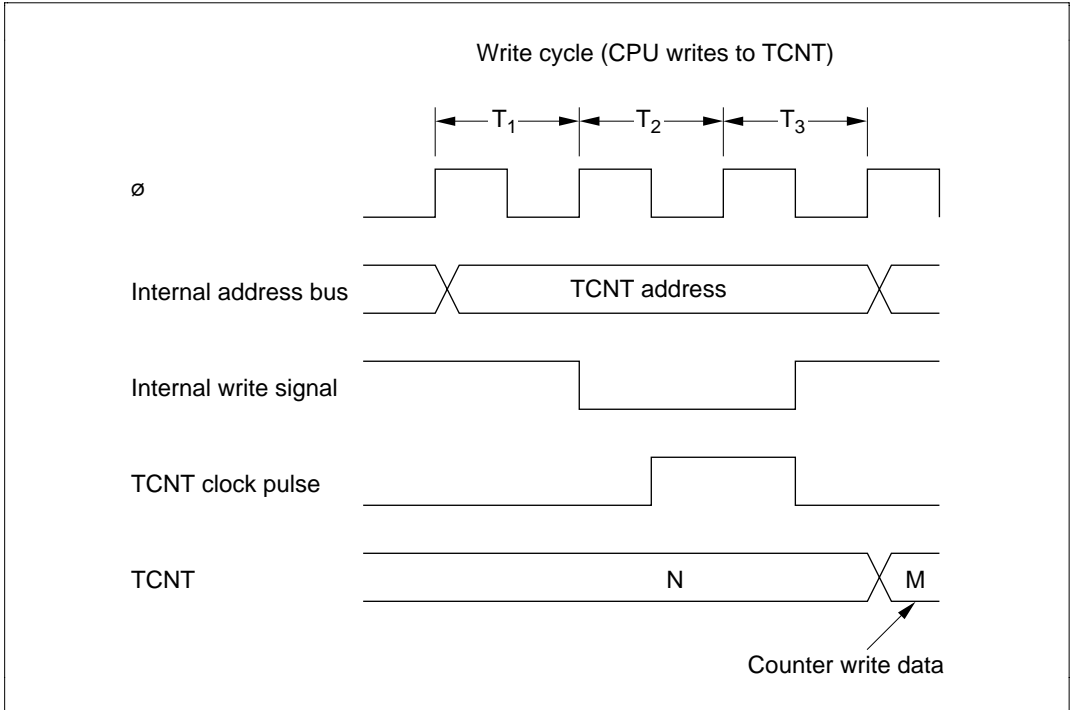 Write cycle (CPU writes to TCNT)
T1 T2 T3
ø
Internal address bus
TCNT address
Internal write signal
TCNT clock pulse
TCNT
N
M
Counter write data